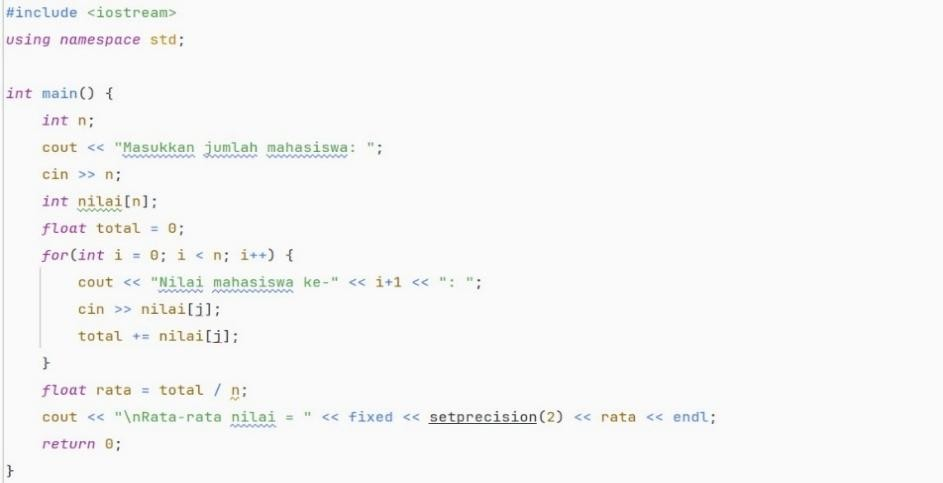 #include <iostream>
using namespace std;
int main() {
int n;
cout << "Masukkan jumlah mahasiswa: ";
cin >> n;
int nilai[n];
float total = 0;
for(int i = 0; i < n; i++) {
cout << "Nilai mahasiswa ke-" << i+1 << ": ";
cin >> nilai[j];
total += nilai[j];
}
float rata = total / n;
cout << "\nRata-rata nilai = " << fixed << setprecision(2) << rata << endl;
return 0;
}